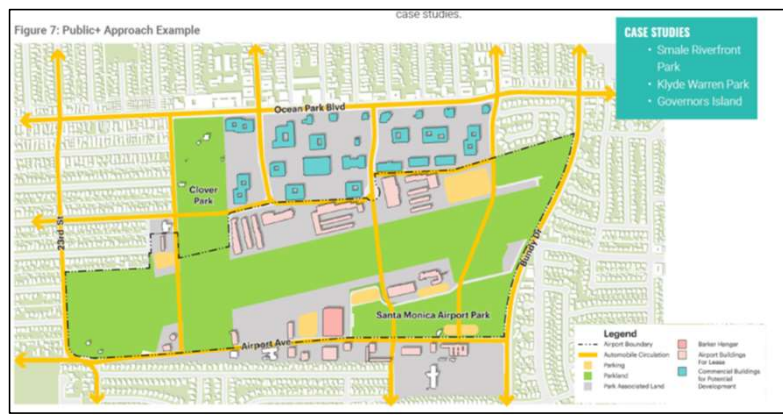 case studies.
Figure 7: Public+ Approach Example
CASE STUDIES
• Smale Riverfront
Park
• Klyde Warren Park
• Governors Island
Ocean Park Blvd
Clover
Park
23rd St
Bundy Dr
Santa Monica Airport Park
Airport Ave
Legend
Airport Boundary
Automobile Circulation
Parking
Parkland
Park Associated Land
Barker Hanger
Airport Buildings
For Lease
Commercial Buildings
for Potential
Development